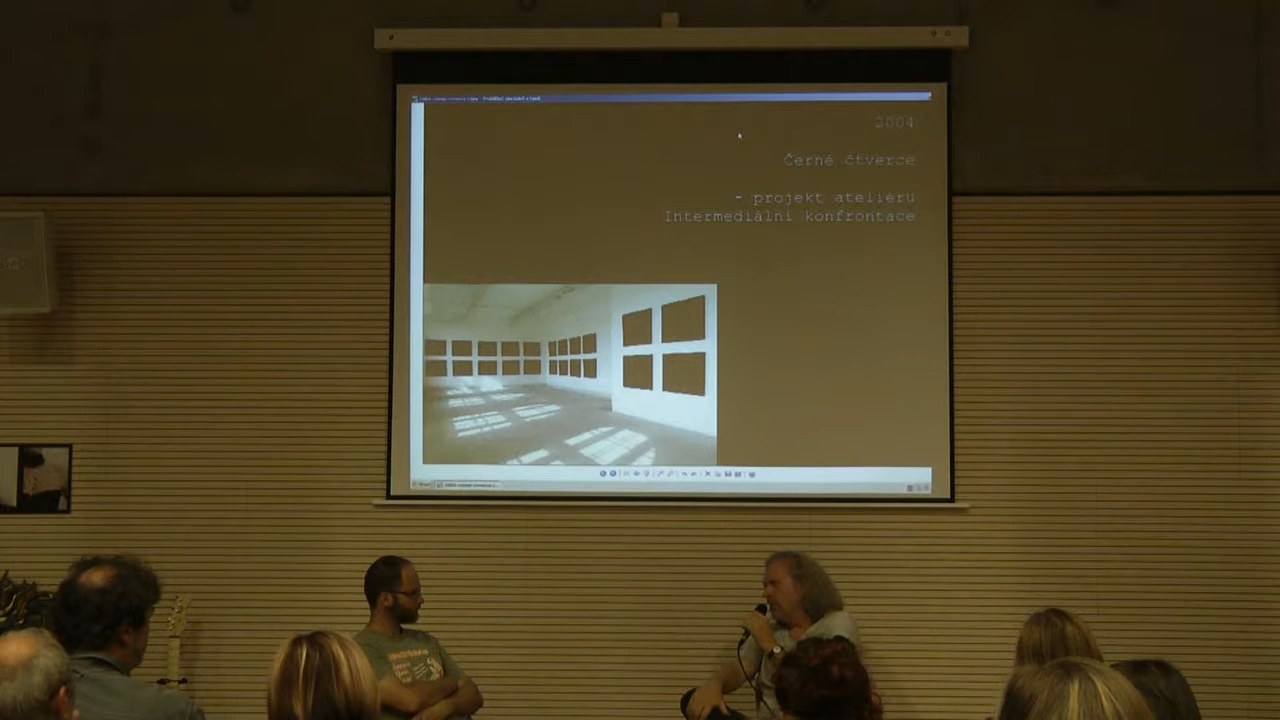 2004
Černé čtverce
- projekt ateliéru
Intermediální konfrontace